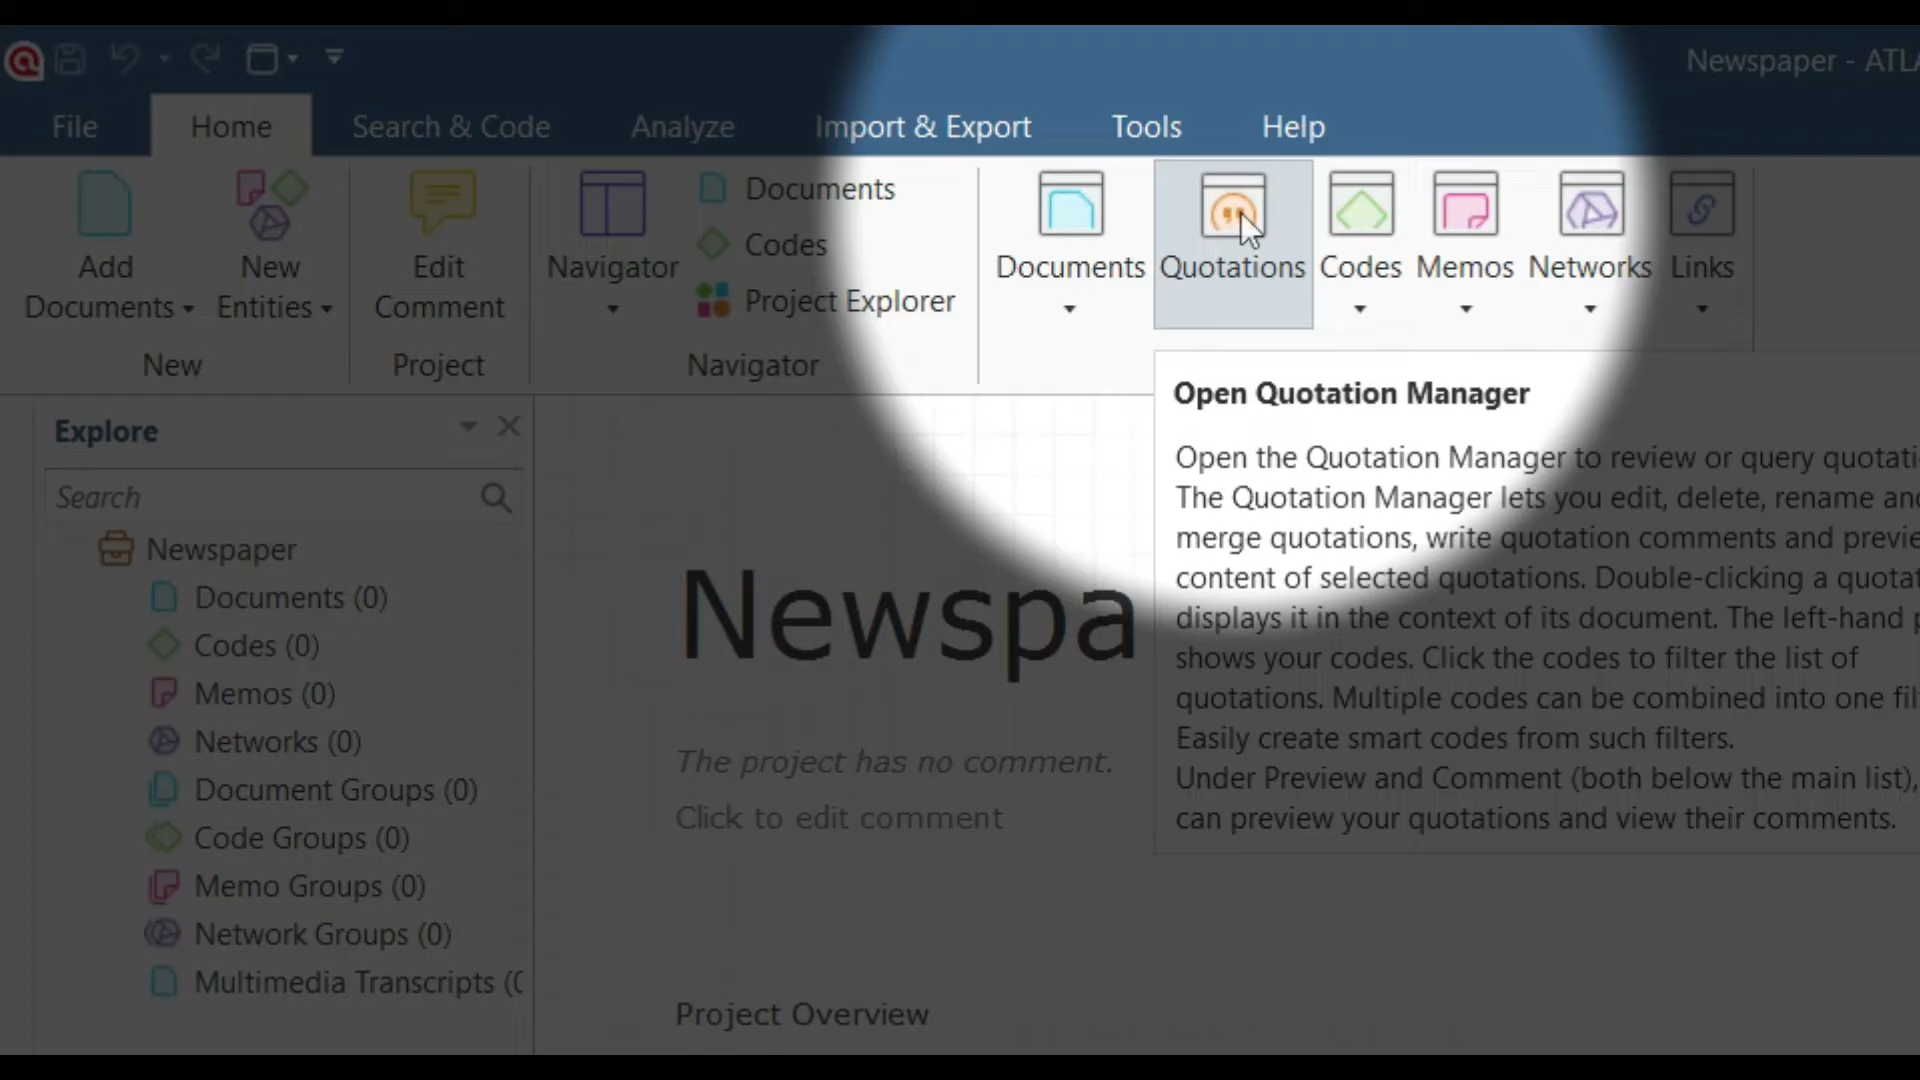 Newspaper - ATLA
File Home Search & Code Analyze Import & Export Tools Help
Add Documents
New Entities
New
Edit Comment
Project
Navigator
Documents
Codes
Project Explorer
Navigator
Documents Quotations Codes Memos Networks Links
Explore
Search
Newspaper
Documents (0)
Codes (0)
Memos (0)
Networks (0)
Document Groups (0)
Code Groups (0)
Memo Groups (0)
Network Groups (0)
Multimedia Transcripts (0
Newspa
The project has no comment.
Click to edit comment
Project Overview
Open Quotation Manager
Open the Quotation Manager to review or query quotati
The Quotation Manager lets you edit, delete, rename and
merge quotations, write quotation comments and previe
content of selected quotations. Double-clicking a quotat
displays it in the context of its document. The left-hand p
shows your codes. Click the codes to filter the list of
quotations. Multiple codes can be combined into one fil
Easily create smart codes from such filters.
Under Preview and Comment (both below the main list),
can preview your quotations and view their comments.